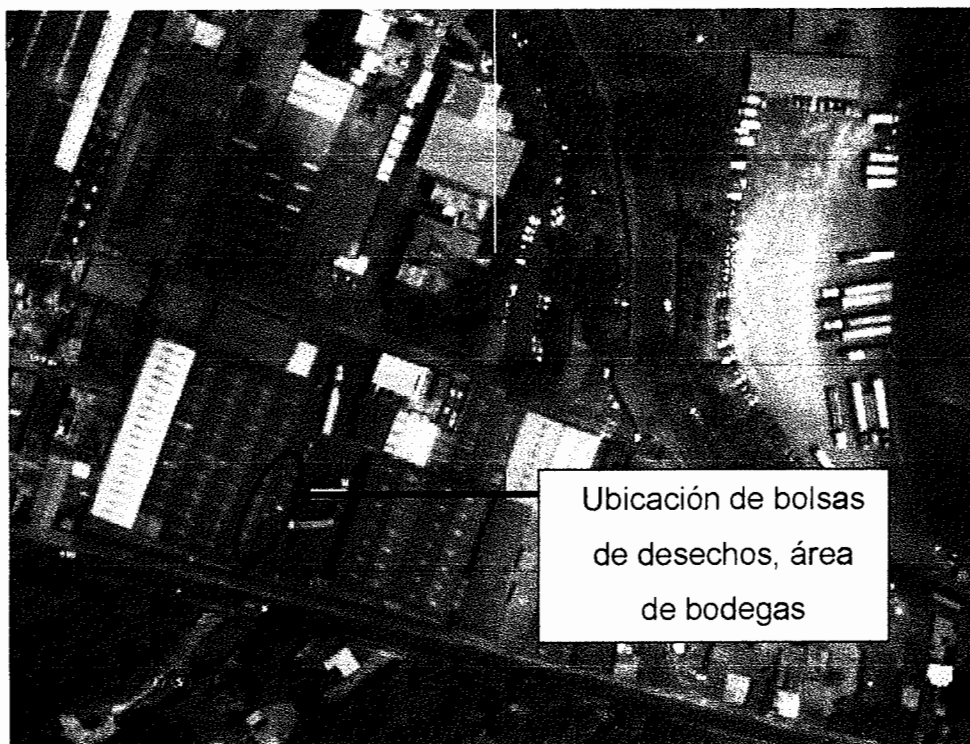 Ubicación de bolsas
de desechos, área
de bodegas